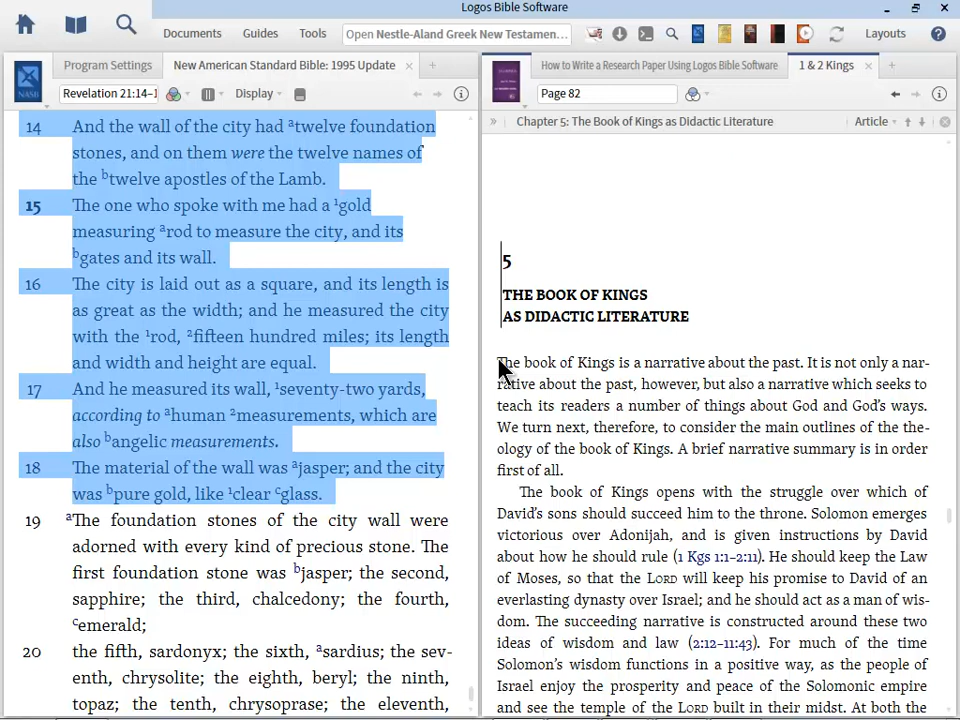 Logos Bible Software
Documents Guides Tools Open Nestle-Aland Greek New Testamen... Layouts
Program Settings New American Standard Bible: 1995 Update
Revelation 21:14–1 Display
14 And the wall of the city had ᵃtwelve foundation
stones, and on them were the twelve names of
the ᵇtwelve apostles of the Lamb.
15 The one who spoke with me had a ¹gold
measuring ᵃrod to measure the city, and its
ᵇgates and its wall.
16 The city is laid out as a square, and its length is
as great as the width; and he measured the city
with the ¹rod, ²fifteen hundred miles; its length
and width and height are equal.
17 And he measured its wall, ¹seventy-two yards,
according to ᵃhuman ²measurements, which are
also ᵇangelic measurements.
18 The material of the wall was ᵃjasper; and the city
was ᵇpure gold, like ¹clear ᶜglass.
19 ᵃThe foundation stones of the city wall were
adorned with every kind of precious stone. The
first foundation stone was ᵇjasper; the second,
sapphire; the third, chalcedony; the fourth,
ᶜemerald;
20 the fifth, sardonyx; the sixth, ᵃsardius; the sev-
enth, chrysolite; the eighth, beryl; the ninth,
topaz; the tenth, chrysoprase; the eleventh,
How to Write a Research Paper Using Logos Bible Software 1 & 2 Kings
Page 82
Chapter 5: The Book of Kings as Didactic Literature Article
5
THE BOOK OF KINGS
AS DIDACTIC LITERATURE
The book of Kings is a narrative about the past. It is not only a nar-
rative about the past, however, but also a narrative which seeks to
teach its readers a number of things about God and God's ways.
We turn next, therefore, to consider the main outlines of the the-
ology of the book of Kings. A brief narrative summary is in order
first of all.
The book of Kings opens with the struggle over which of
David's sons should succeed him to the throne. Solomon emerges
victorious over Adonijah, and is given instructions by David
about how he should rule (1 Kgs 1:1–2:11). He should keep the Law
of Moses, so that the LORD will keep his promise to David of an
everlasting dynasty over Israel; and he should act as a man of wis-
dom. The succeeding narrative is constructed around these two
ideas of wisdom and law (2:12–11:43). For much of the time
Solomon's wisdom functions in a positive way, as the people of
Israel enjoy the prosperity and peace of the Solomonic empire
and see the temple of the LORD built in their midst. At both the